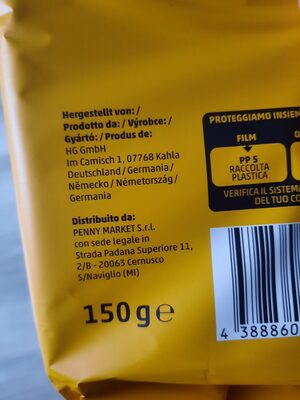 Hergestellt von: /
Prodotto da: / Výrobce: /
Gyártó: / Produs de:
HG GmbH
Im Camisch 1, 07768 Kahla
Deutschland / Germania /
Německo / Németország /
Germania
Distribuito da:
PENNY MARKET S.r.l.
con sede legale in
Strada Padana Superiore 11,
2/B - 20063 Cernusco
S/Naviglio (MI)
150 g e
PROTEGGIAMO INSIEM
FILM
PP 5
RACCOLTA
PLASTICA
VERIFICA IL SISTEMA
DEL TUO CO
4 388860